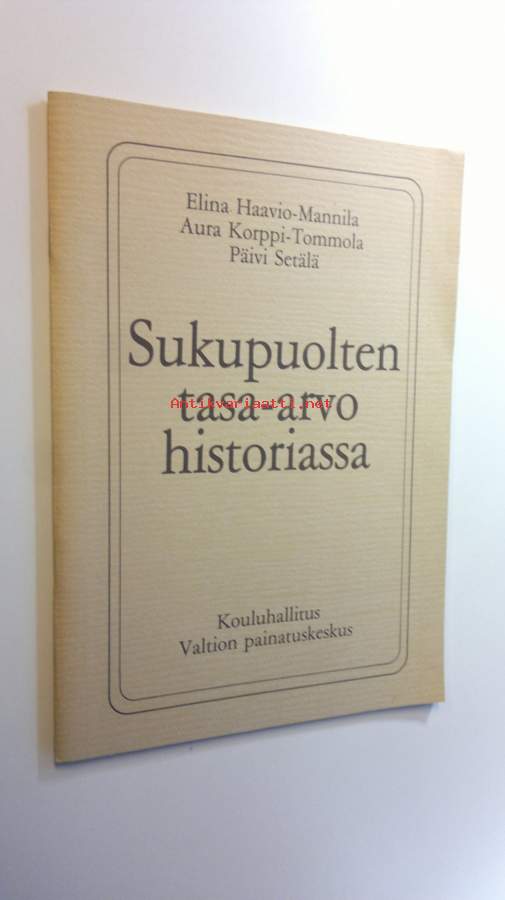 Elina Haavio-Mannila
Aura Korppi-Tommola
Päivi Setälä
Sukupuolten
tasa-arvo
Antikvariaatti.net
historiassa
Kouluhallitus
Valtion painatuskeskus